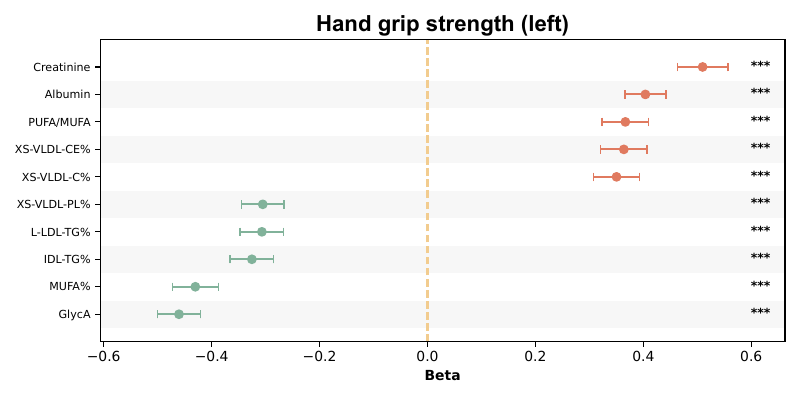 Hand grip strength (left)
Creatinine ***
Albumin ***
PUFA/MUFA ***
XS-VLDL-CE% ***
XS-VLDL-C% ***
XS-VLDL-PL% ***
L-LDL-TG% ***
IDL-TG% ***
MUFA% ***
GlycA ***
−0.6 −0.4 −0.2 0.0 0.2 0.4 0.6
Beta